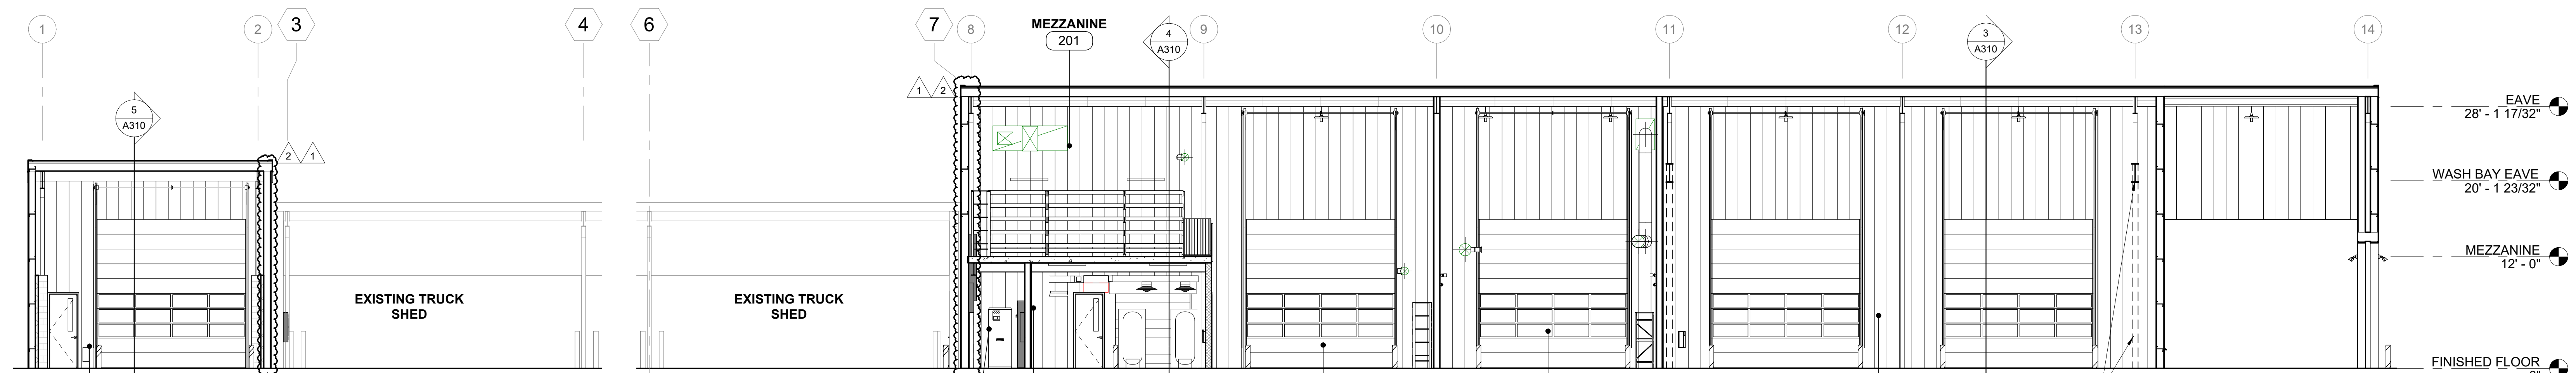 1
2
3
4
6
7
8
MEZZANINE
201
4
A310
9
10
11
12
3
A310
13
14
1
2
5
A310
2
1
EAVE
28' - 1 17/32"
WASH BAY EAVE
20' - 1 23/32"
MEZZANINE
12' - 0"
EXISTING TRUCK
SHED
EXISTING TRUCK
SHED
FINISHED FLOOR